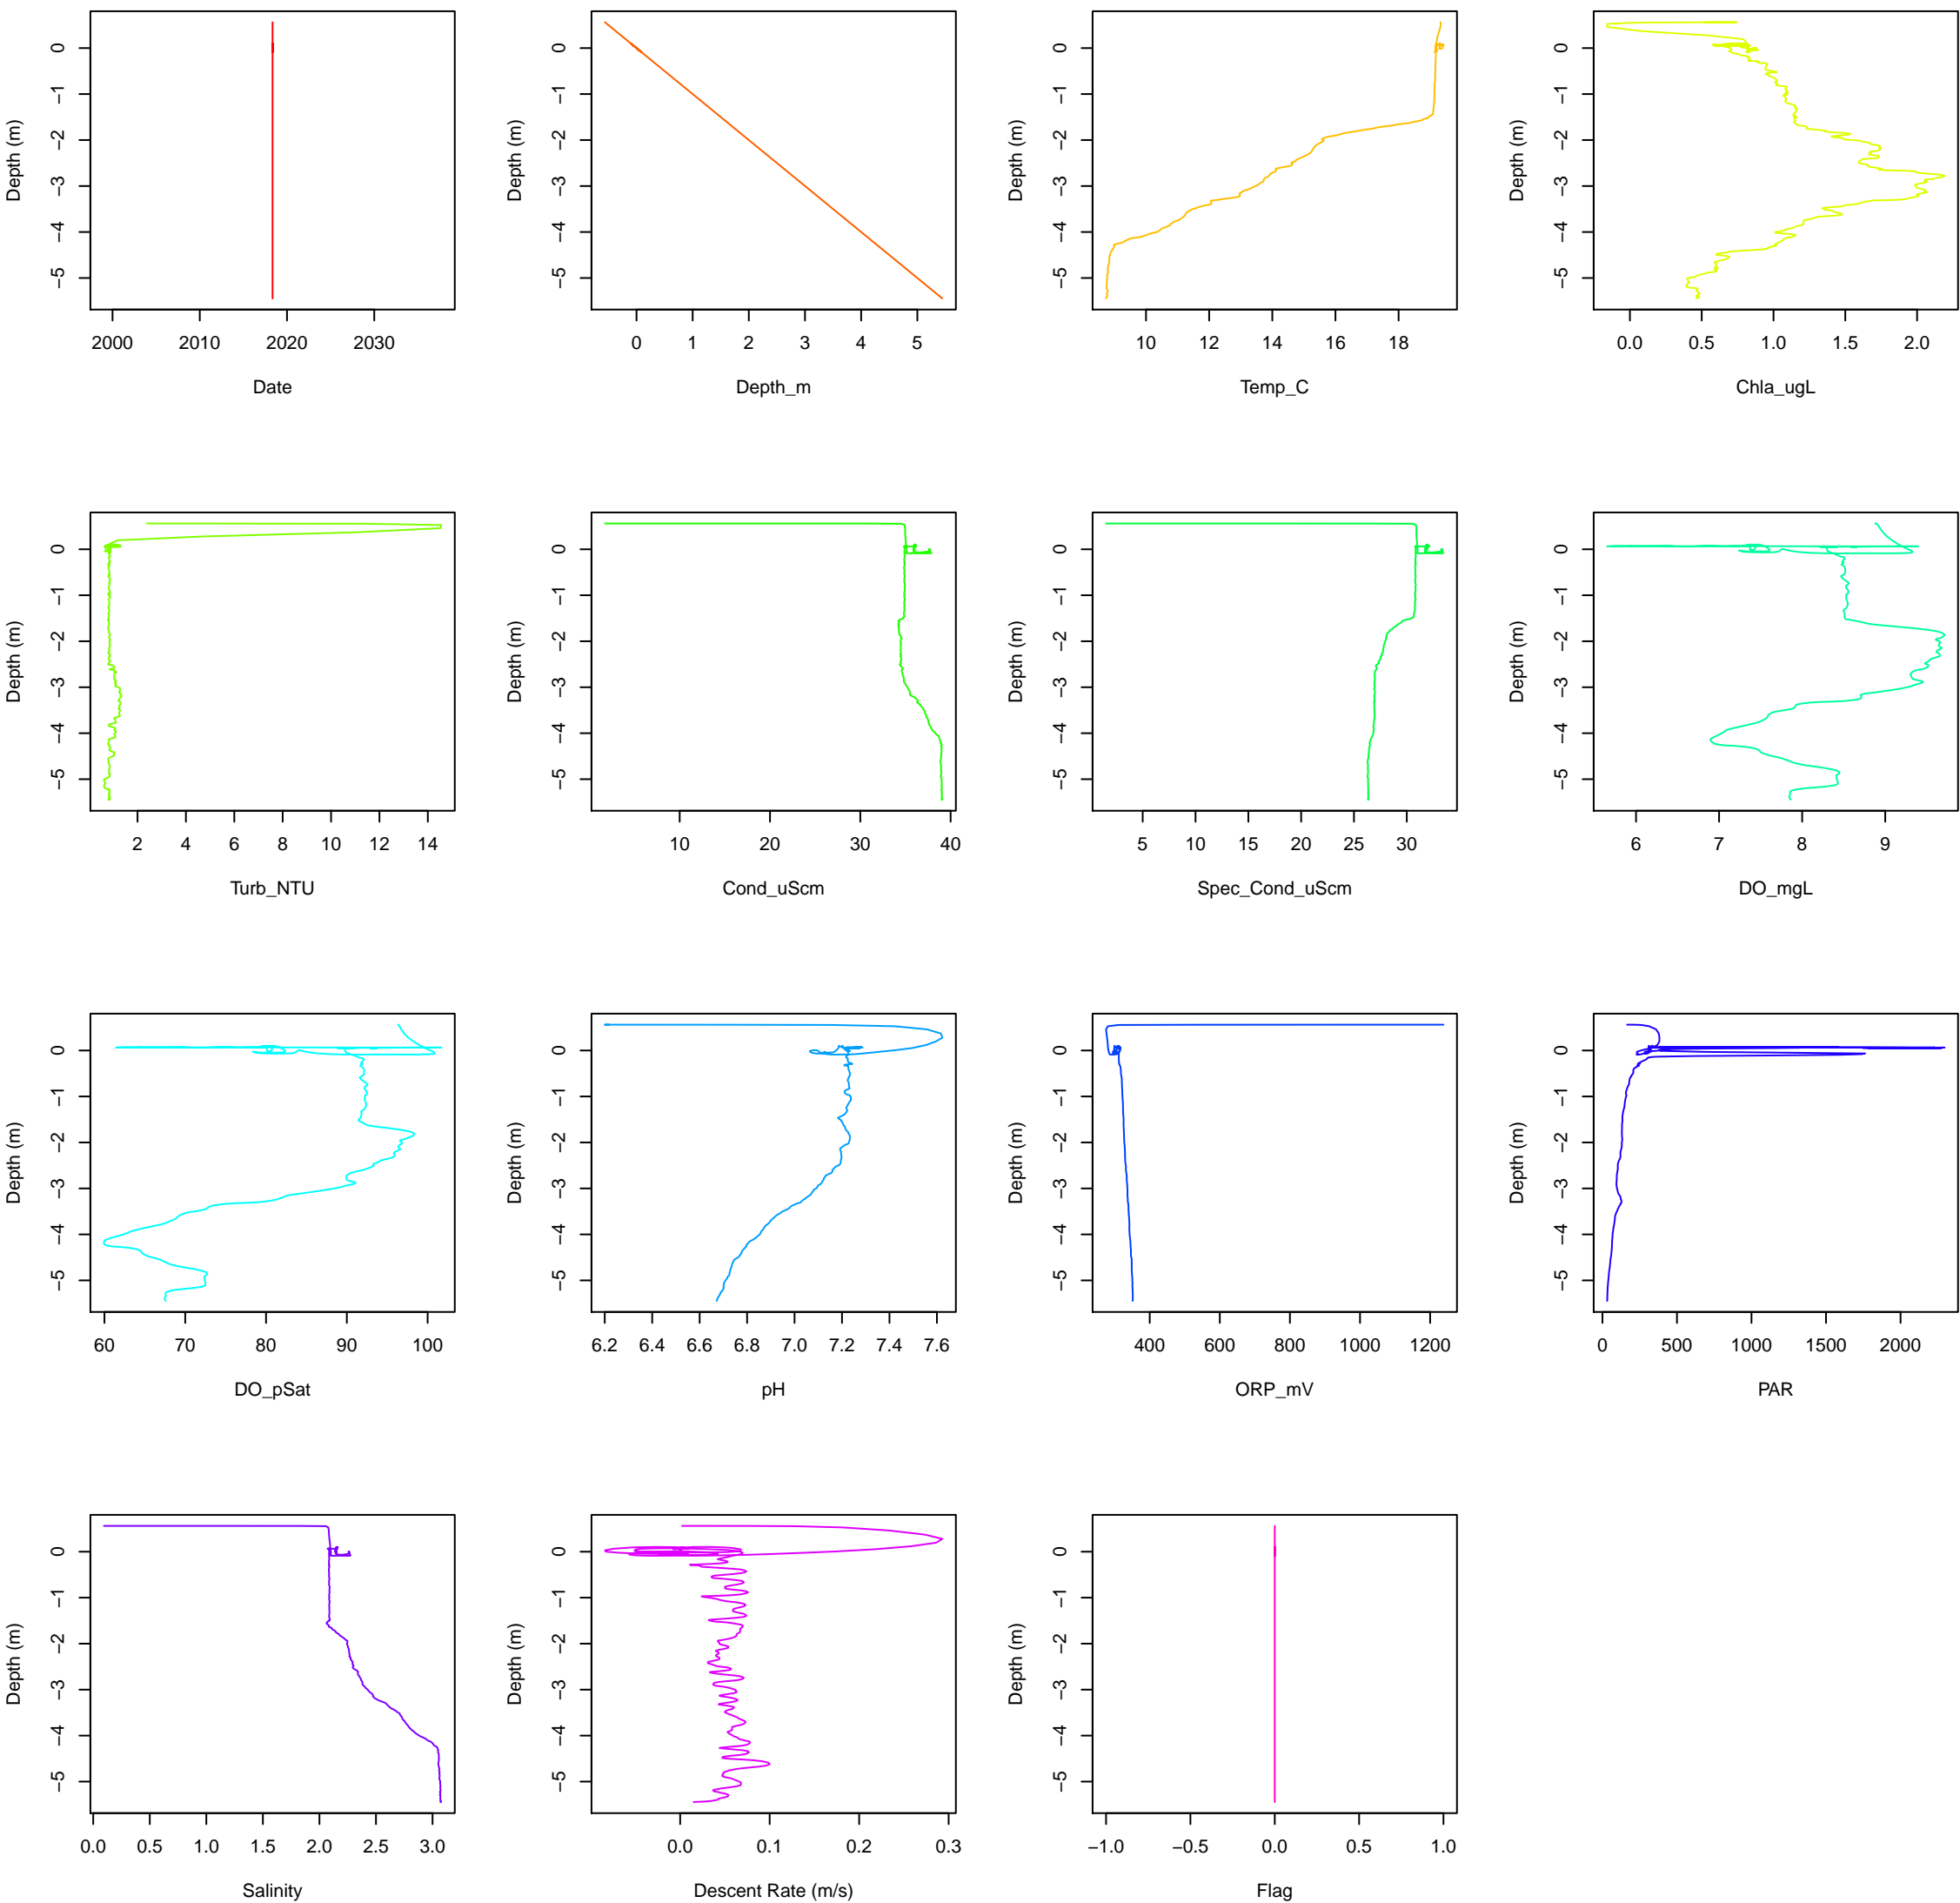 Depth (m) Depth (m) Depth (m) Depth (m)
0 0 0 0
−1 −1 −1 −1
−2 −2 −2 −2
−3 −3 −3 −3
−4 −4 −4 −4
−5 −5 −5 −5
2000 2010 2020 2030 0 1 2 3 4 5 10 12 14 16 18 0.0 0.5 1.0 1.5 2.0
Date Depth_m Temp_C Chla_ugL
Depth (m) Depth (m) Depth (m) Depth (m)
0 0 0 0
−1 −1 −1 −1
−2 −2 −2 −2
−3 −3 −3 −3
−4 −4 −4 −4
−5 −5 −5 −5
2 4 6 8 10 12 14 10 20 30 40 5 10 15 20 25 30 6 7 8 9
Turb_NTU Cond_uScm Spec_Cond_uScm DO_mgL
Depth (m) Depth (m) Depth (m) Depth (m)
0 0 0 0
−1 −1 −1 −1
−2 −2 −2 −2
−3 −3 −3 −3
−4 −4 −4 −4
−5 −5 −5 −5
60 70 80 90 100 6.2 6.4 6.6 6.8 7.0 7.2 7.4 7.6 400 600 800 1000 1200 0 500 1000 1500 2000
DO_pSat pH ORP_mV PAR
Depth (m) Depth (m) Depth (m)
0 0 0
−1 −1 −1
−2 −2 −2
−3 −3 −3
−4 −4 −4
−5 −5 −5
0.0 0.5 1.0 1.5 2.0 2.5 3.0 0.0 0.1 0.2 0.3 −1.0 −0.5 0.0 0.5 1.0
Salinity Descent Rate (m/s) Flag